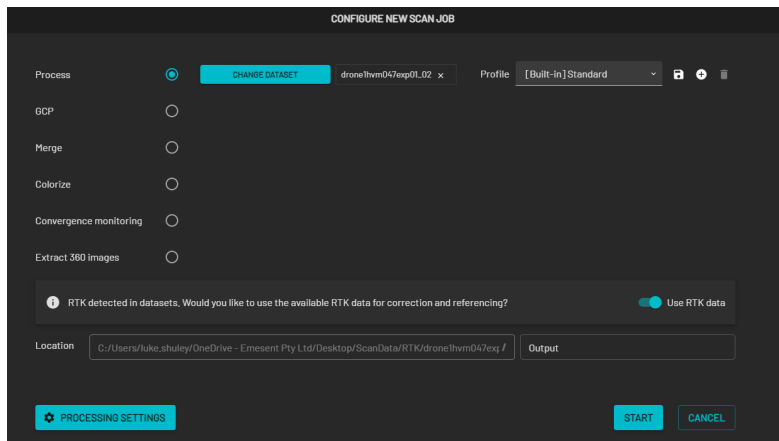 CONFIGURE NEW SCAN JOB
Process CHANGE DATASET drone1hvm047exp01_02 × Profile [Built-in] Standard
GCP
Merge
Colorize
Convergence monitoring
Extract 360 images
RTK detected in datasets, Would you like to use the available RTK data for correction and referencing? Use RTK data
Location C:/Users/luke.shuley/OneDrive - Emesent Pty Ltd/Desktop/ScanData/RTK/drone1hvm047exp / Output
PROCESSING SETTINGS START CANCEL